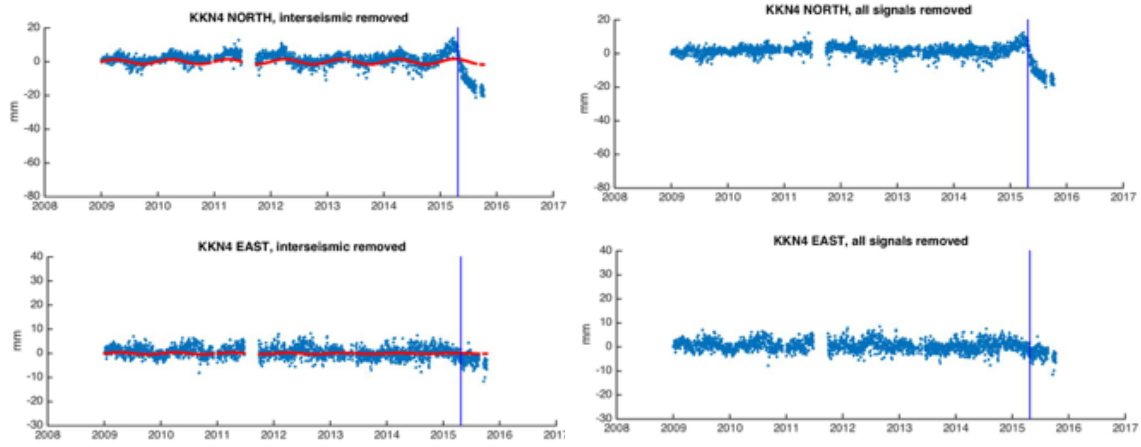 KKN4 NORTH, interseismic removed
20
0
-20
-40
-60
-80
mm
2008 2009 2010 2011 2012 2013 2014 2015 2016 2017
KKN4 NORTH, all signals removed
20
0
-20
-40
-60
-80
mm
2008 2009 2010 2011 2012 2013 2014 2015 2016 2017
KKN4 EAST, interseismic removed
40
30
20
10
0
-10
-20
-30
mm
2008 2009 2010 2011 2012 2013 2014 2015 2016 2017
KKN4 EAST, all signals removed
40
30
20
10
0
-10
-20
-30
mm
2008 2009 2010 2011 2012 2013 2014 2015 2016 2017